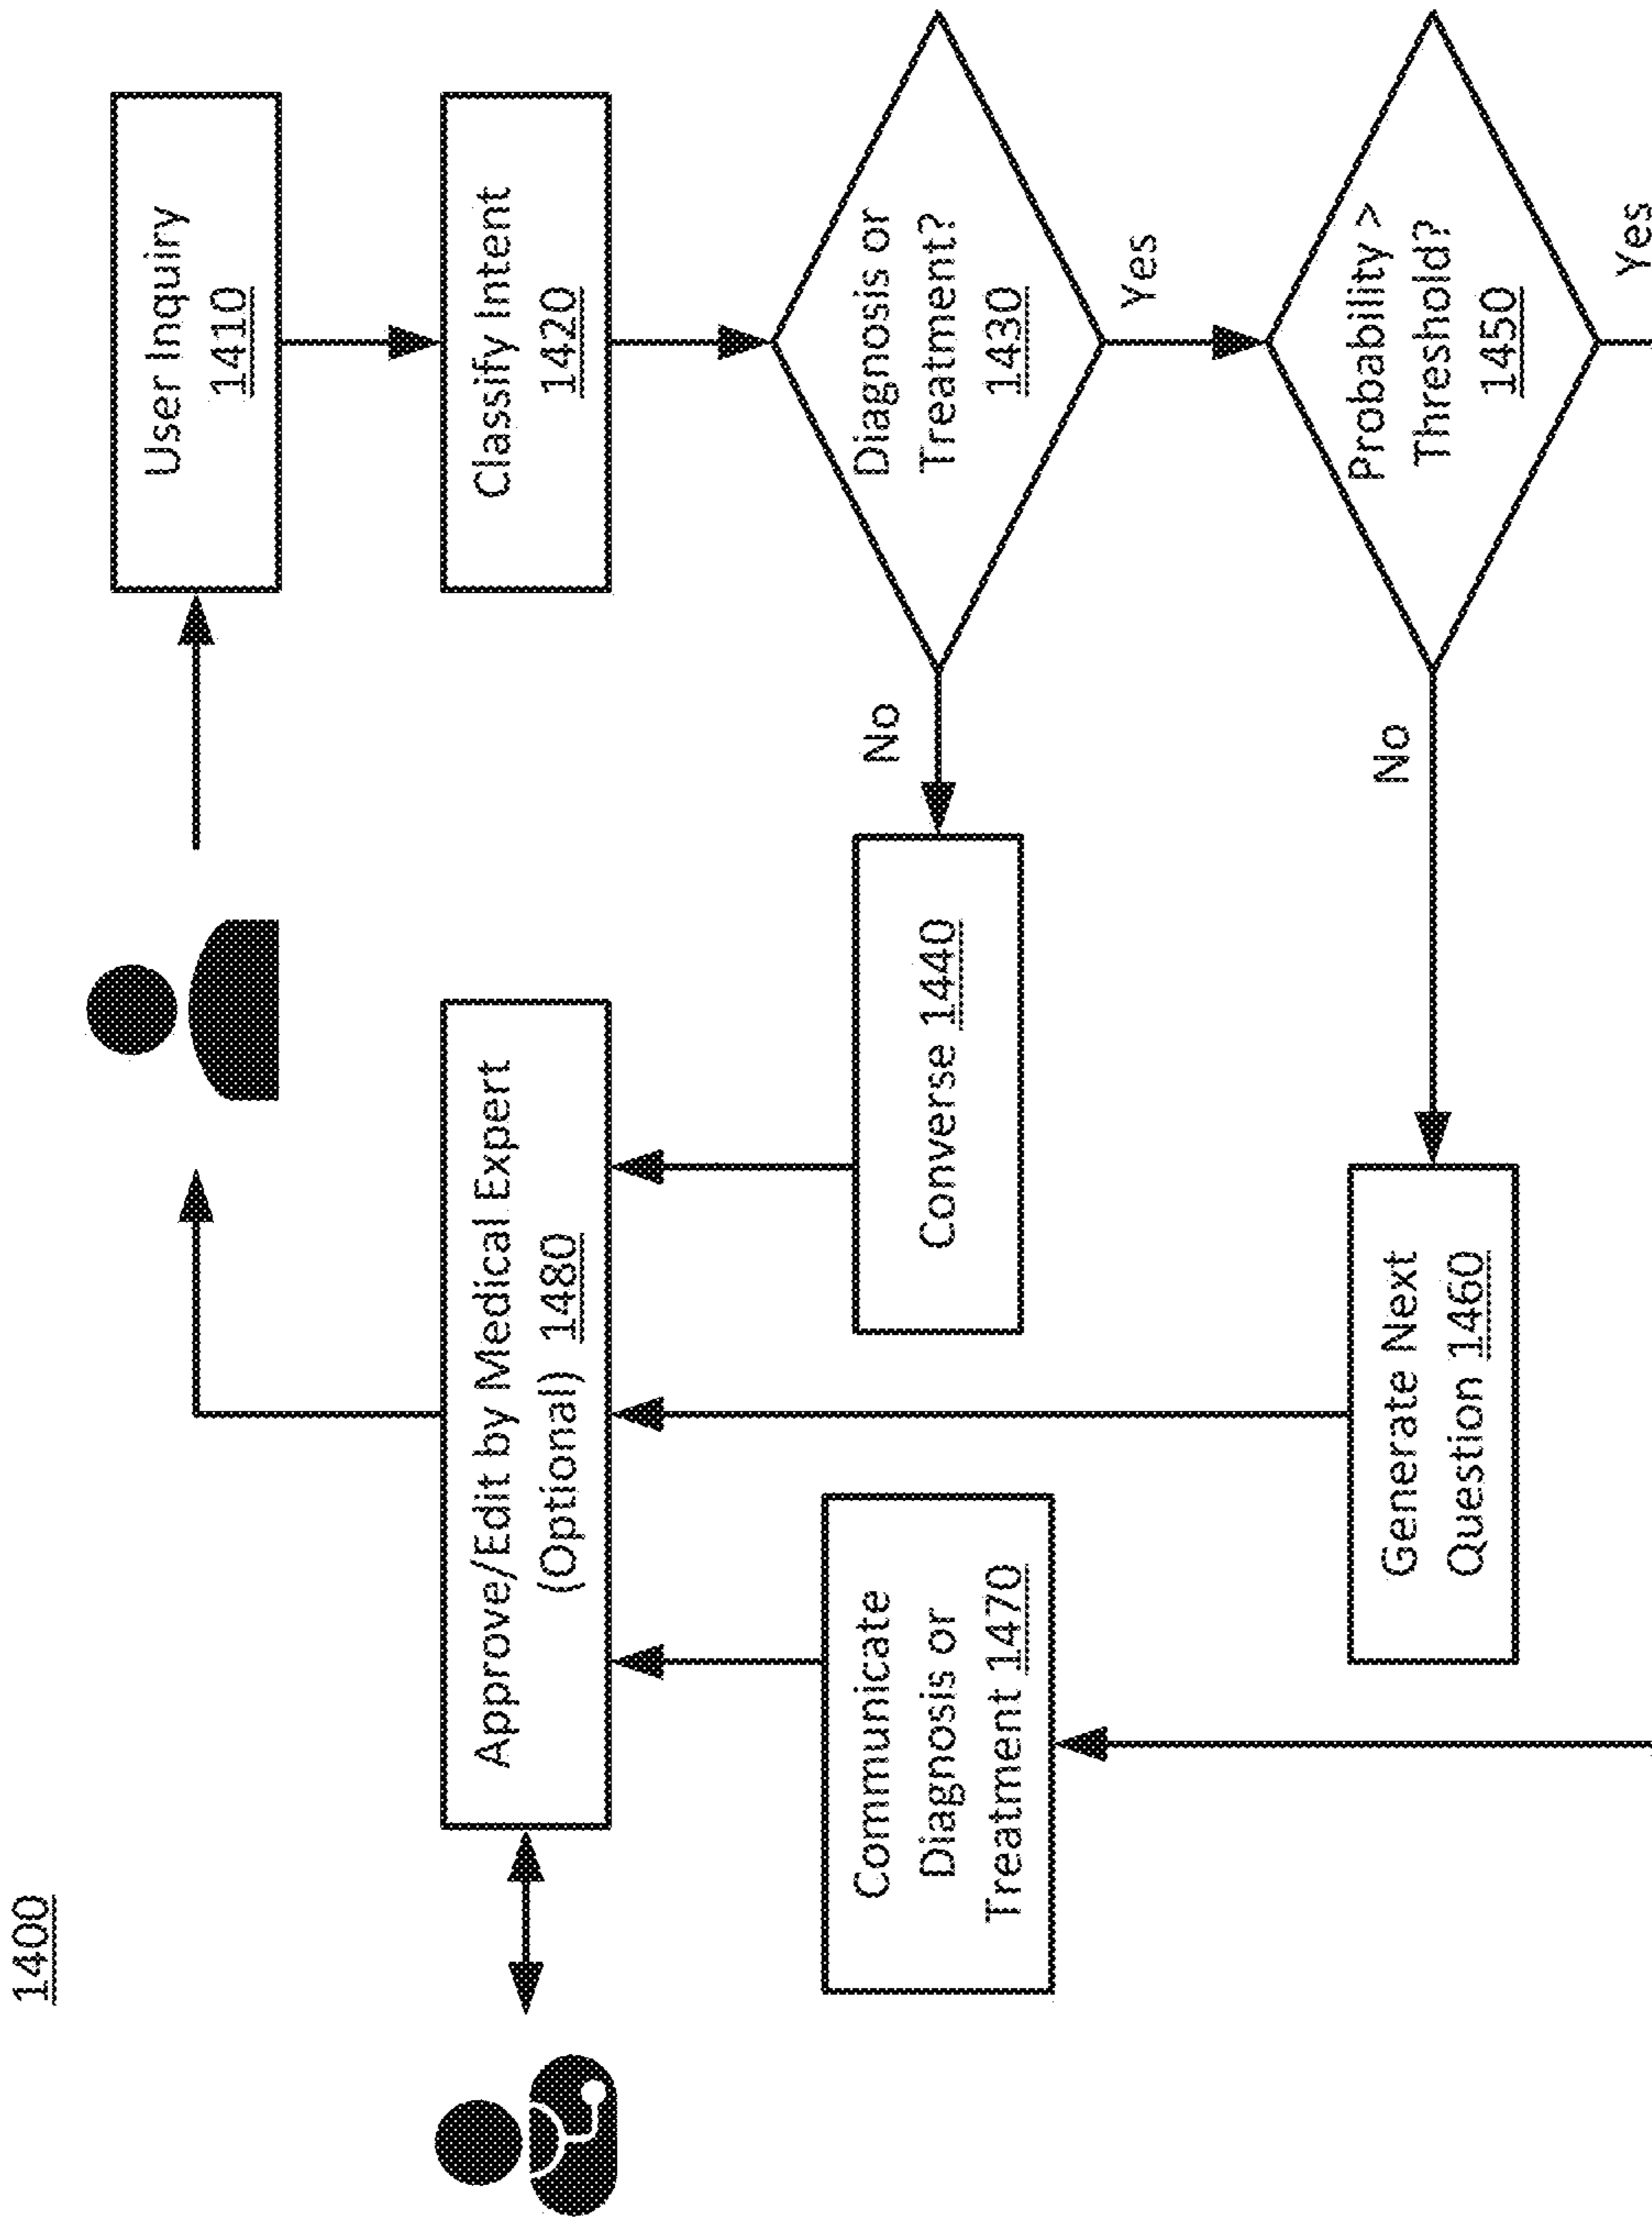 1400
User Inquiry
1410
Approve/Edit by Medical Expert
(Optional) 1480
Classify Intent
1420
Communicate
Diagnosis or
Treatment 1470
Converse 1440
No
Diagnosis or
Treatment?
1430
Yes
Generate Next
Question 1460
No
Probability >
Threshold?
1450
Yes